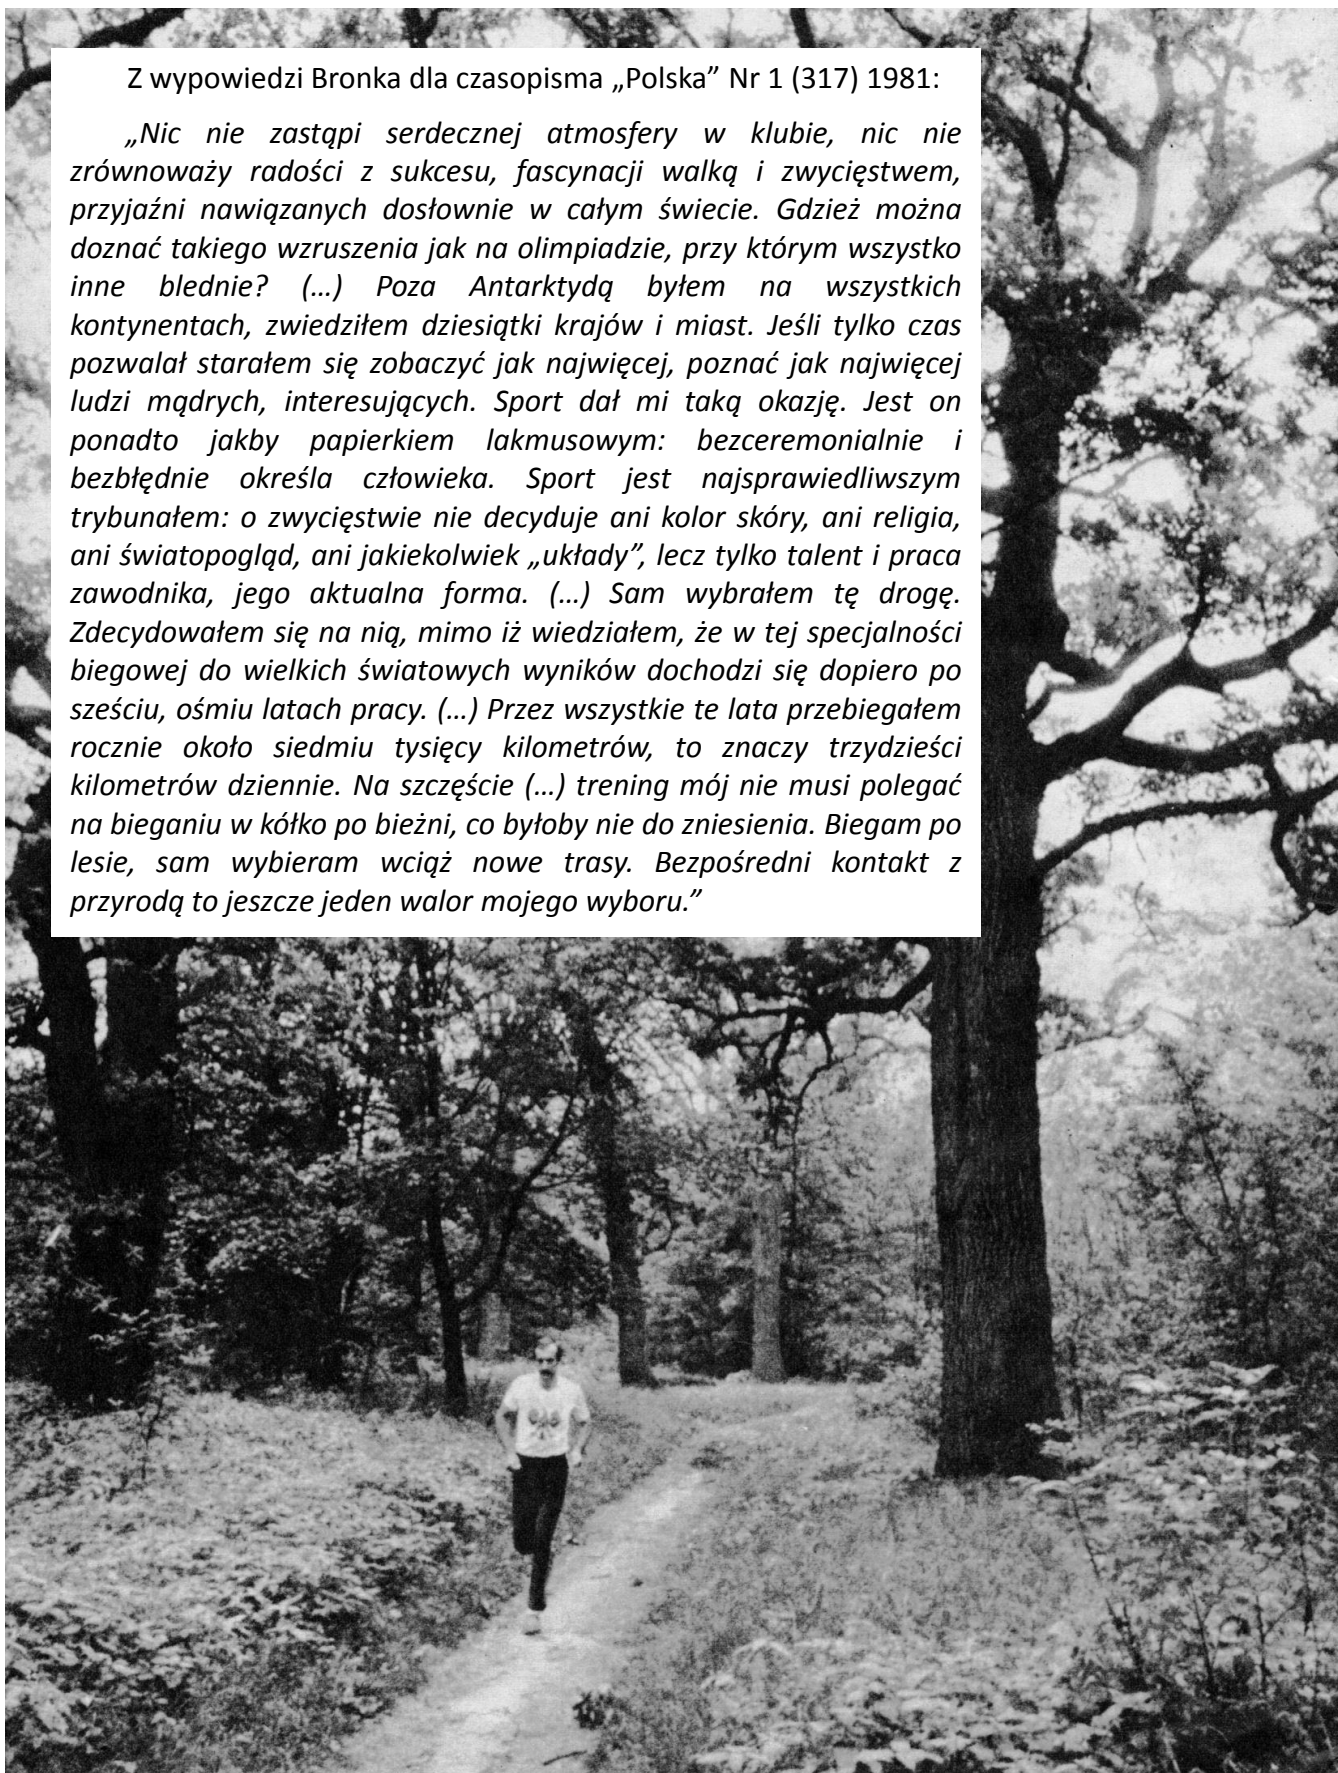 Z wypowiedzi Bronka dla czasopisma „Polska” Nr 1 (317) 1981:
„Nic nie zastąpi serdecznej atmosfery w klubie, nic nie
zrównoważy radości z sukcesu, fascynacji walką i zwycięstwem,
przyjaźni nawiązanych dosłownie w całym świecie. Gdzież można
doznać takiego wzruszenia jak na olimpiadzie, przy którym wszystko
inne blednie? (…) Poza Antarktydą byłem na wszystkich
kontynentach, zwiedziłem dziesiątki krajów i miast. Jeśli tylko czas
pozwalał starałem się zobaczyć jak najwięcej, poznać jak najwięcej
ludzi mądrych, interesujących. Sport dał mi taką okazję. Jest on
ponadto jakby papierkiem lakmusowym: bezceremonialnie i
bezbłędnie określa człowieka. Sport jest najsprawiedliwszym
trybunałem: o zwycięstwie nie decyduje ani kolor skóry, ani religia,
ani światopogląd, ani jakiekolwiek „układy”, lecz tylko talent i praca
zawodnika, jego aktualna forma. (…) Sam wybrałem tę drogę.
Zdecydowałem się na nią, mimo iż wiedziałem, że w tej specjalności
biegowej do wielkich światowych wyników dochodzi się dopiero po
sześciu, ośmiu latach pracy. (…) Przez wszystkie te lata przebiegałem
rocznie około siedmiu tysięcy kilometrów, to znaczy trzydzieści
kilometrów dziennie. Na szczęście (…) trening mój nie musi polegać
na bieganiu w kółko po bieżni, co byłoby nie do zniesienia. Biegam po
lesie, sam wybieram wciąż nowe trasy. Bezpośredni kontakt z
przyrodą to jeszcze jeden walor mojego wyboru.”